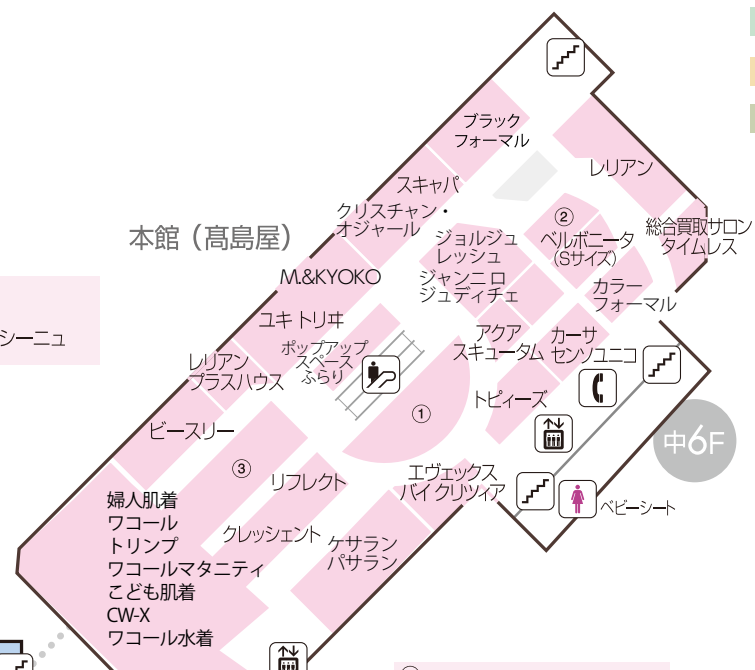 ブラック
フォーマル
レリアン
スキャパ
クリスチャン・
オジャール
②
ベルボニータ
(Sサイズ)
総合買取サロン
タイムレス
本館（髙島屋）
ジョルジュ
レッシュ
M.&KYOKO
ジャンニ ロ
ジュディチェ
カラー
フォーマル
シーニュ
ユキ トリヰ
ポップアップ
スペース
ふらり
アクア
スキュータム
カーサ
センソユニコ
レリアン
プラスハウス
①
トピィーズ
ビースリー
中6F
③
リフレクト
エヴェックス
バイ クリツィア
ベビーシート
婦人肌着
ワコール
トリンプ
ワコールマタニティ
こども肌着
CW-X
ワコール水着
クレッシェント
ケサラン
パサラン